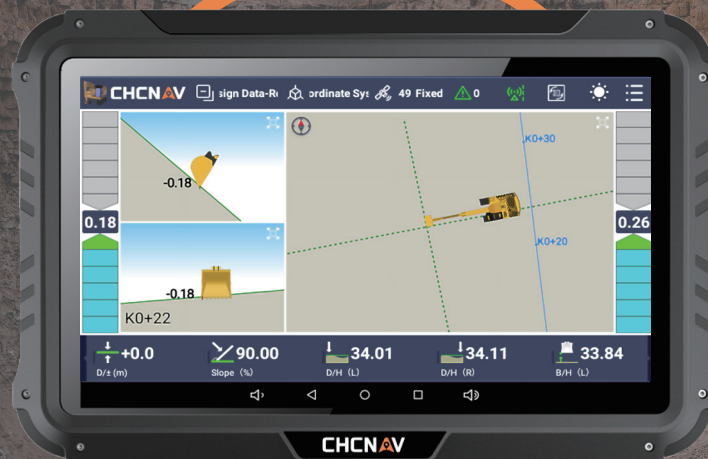 CHCNAV sign Data-R ordinate Sys 49 Fixed 0
-0.18
K0+30
0.18
0.26
K0+20
-0.18
K0+22
+0.0 90.00 34.01 34.11 33.84
D/± (m) Slope (%) D/H (L) D/H (R) B/H (L)
CHCNAV